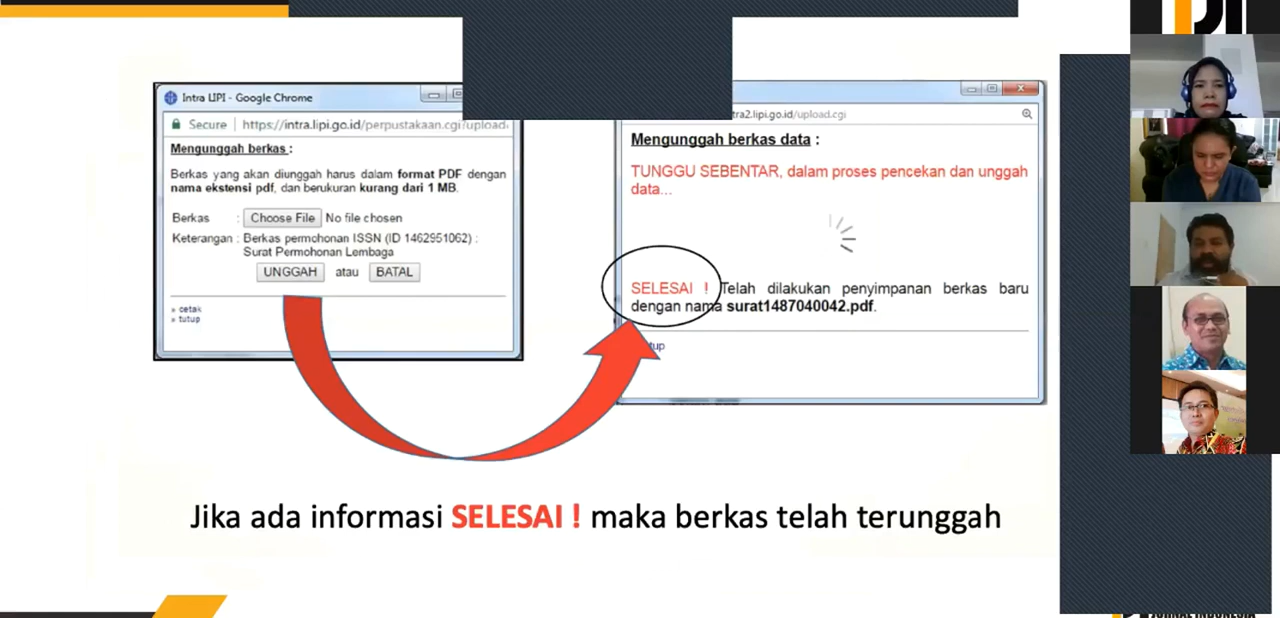 Intra LIPI - Google Chrome
Secure | https://intra.lipi.go.id/perpustakaan.cgi?upload
Mengunggah berkas :
Berkas yang akan diunggah harus dalam format PDF dengan
nama ekstensi pdf, dan berukuran kurang dari 1 MB.
Berkas : Choose File No file chosen
Keterangan : Berkas permohonan ISSN (ID 1462951062) :
Surat Permohonan Lembaga
UNGGAH atau BATAL
» cetak
» tutup
tra2.lipi.go.id/upload.cgi
Mengunggah berkas data :
TUNGGU SEBENTAR, dalam proses pencekan dan unggah
data...
SELESAI ! Telah dilakukan penyimpanan berkas baru
dengan nama surat1487040042.pdf.
tup
Jika ada informasi SELESAI ! maka berkas telah terunggah